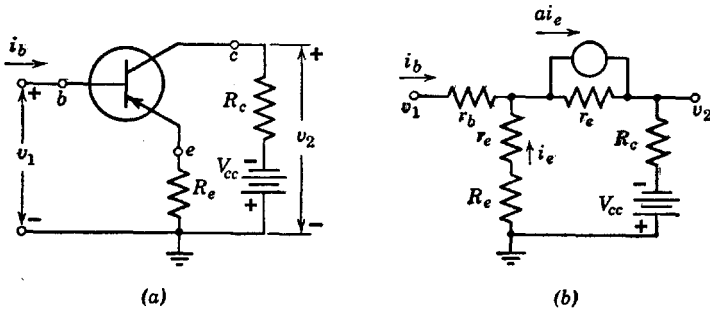 i_b
b
c
e
+
v_1
-
R_c
V_cc
-
+
R_e
+
v_2
-
(a)
ai_e
i_b
v_1
r_b
r_e
r_e
i_e
R_e
v_2
R_c
V_cc
-
+
(b)